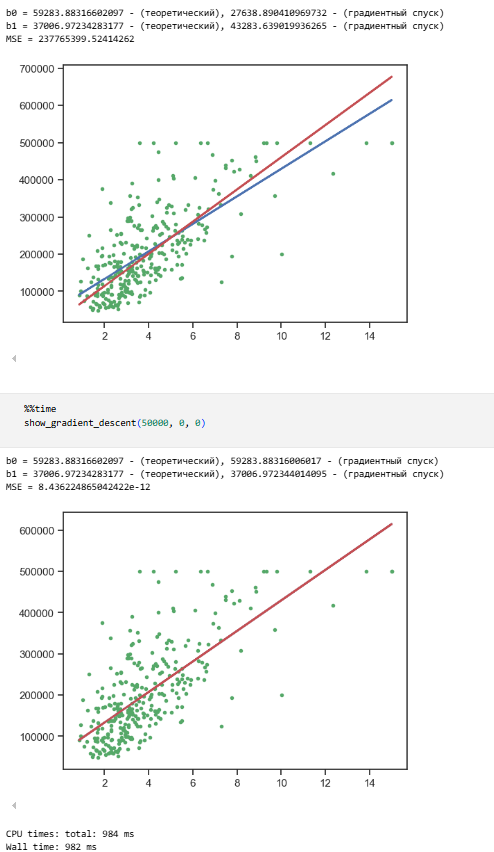 b0 = 59283.88316602097 - (теоретический), 27638.890410969732 - (градиентный спуск)
b1 = 37006.97234283177 - (теоретический), 43283.639019936265 - (градиентный спуск)
MSE = 237765399.52414262
700000
600000
500000
400000
300000
200000
100000
2 4 6 8 10 12 14
%%time
show_gradient_descent(50000, 0, 0)
b0 = 59283.88316602097 - (теоретический), 59283.88316006017 - (градиентный спуск)
b1 = 37006.97234283177 - (теоретический), 37006.972344014095 - (градиентный спуск)
MSE = 8.436224865042422e-12
600000
500000
400000
300000
200000
100000
2 4 6 8 10 12 14
CPU times: total: 984 ms
Wall time: 982 ms